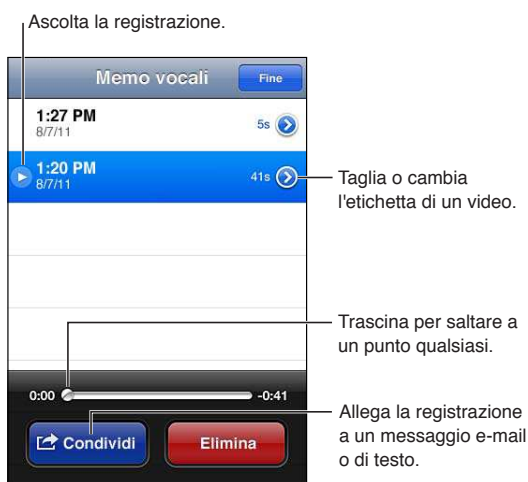 Ascolta la registrazione.
Memo vocali
Fine
1:27 PM
8/7/11
5s
1:20 PM
8/7/11
41s
Taglia o cambia
l'etichetta di un video.
Trascina per saltare a
un punto qualsiasi.
0:00
-0:41
Condividi
Elimina
Allega la registrazione
a un messaggio e-mail
o di testo.